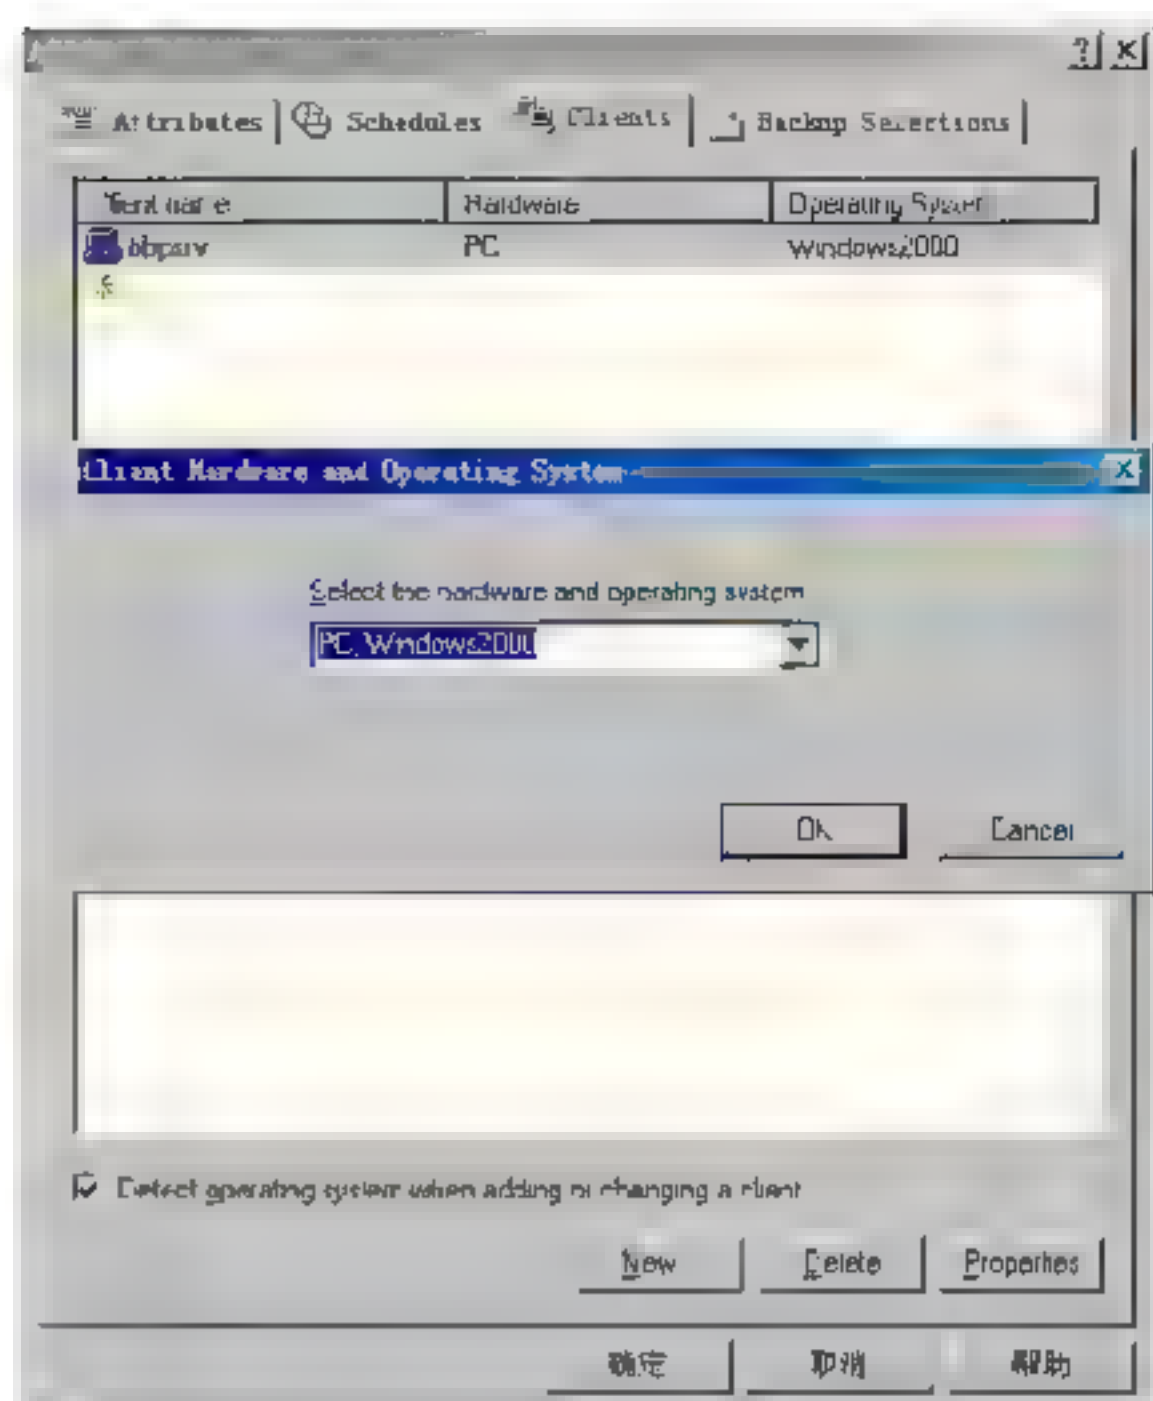 Attributes Schedules Clients Backup Selections
Client name Hardware Operating System
PC Windows2000
Client Hardware and Operating System
Select the hardware and operating system
PC, Windows2000
OK Cancel
Detect operating system when adding or changing a client
New Delete Properties
确定 取消 帮助